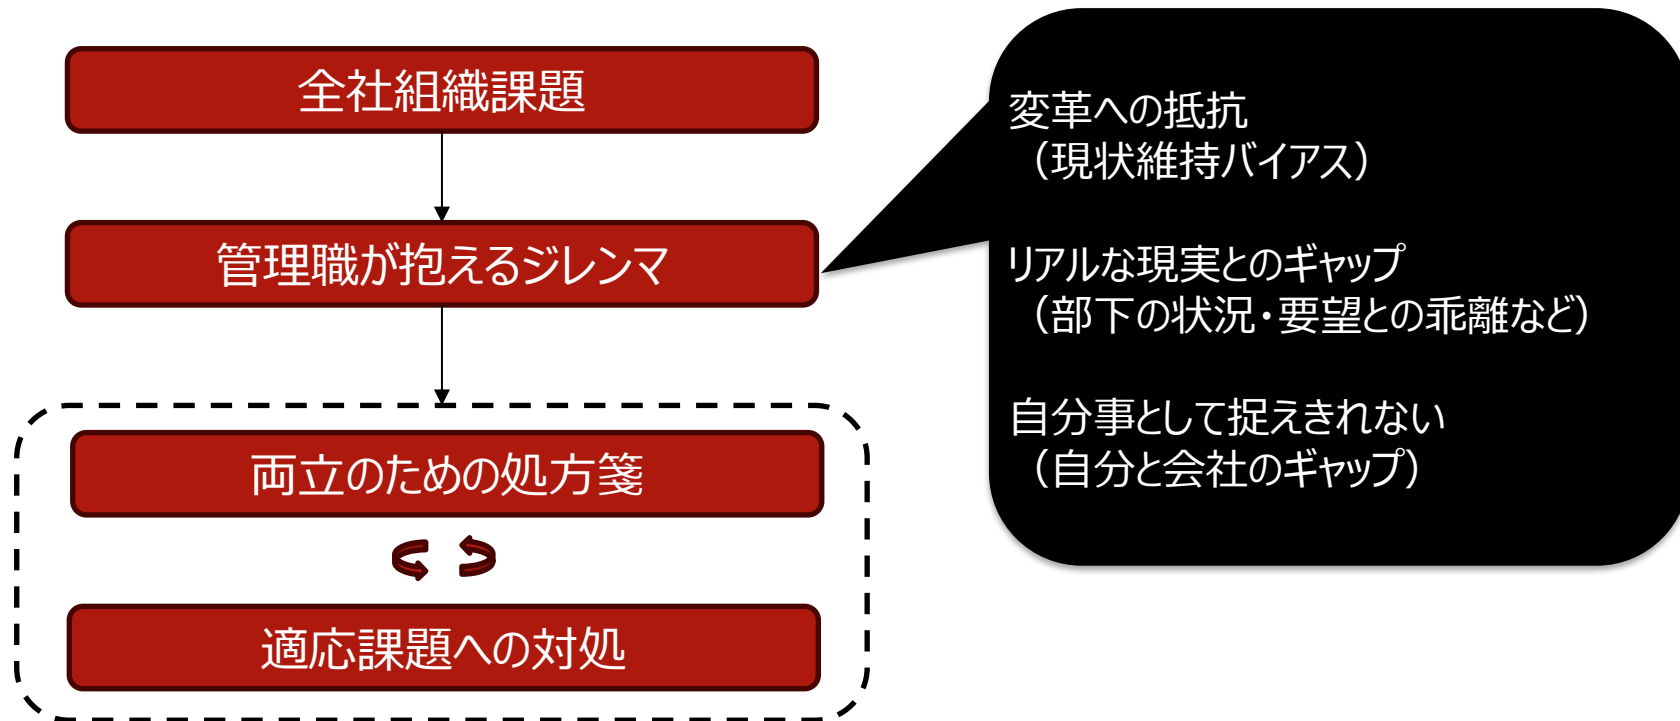 全社組織課題
管理職が抱えるジレンマ
両立のための処方箋
適応課題への対処
変革への抵抗
（現状維持バイアス）
リアルな現実とのギャップ
（部下の状況・要望との乖離など）
自分事として捉えきれない
（自分と会社のギャップ）